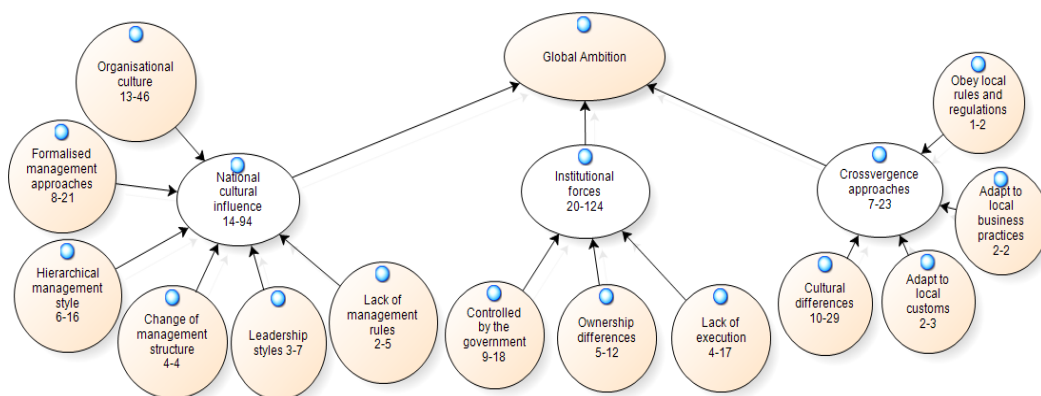 Global Ambition
Organisational
culture
13-46
Obey local
rules and
regulations
1-2
Formalised
management
approaches
8-21
National
cultural
influence
14-94
Institutional
forces
20-124
Crossvergence
approaches
7-23
Adapt to
local
business
practices
2-2
Hierarchical
management
style
6-16
Change of
management
structure
4-4
Leadership
styles 3-7
Lack of
management
rules
2-5
Controlled
by the
government
9-18
Ownership
differences
5-12
Lack of
execution
4-17
Cultural
differences
10-29
Adapt to
local
customs
2-3